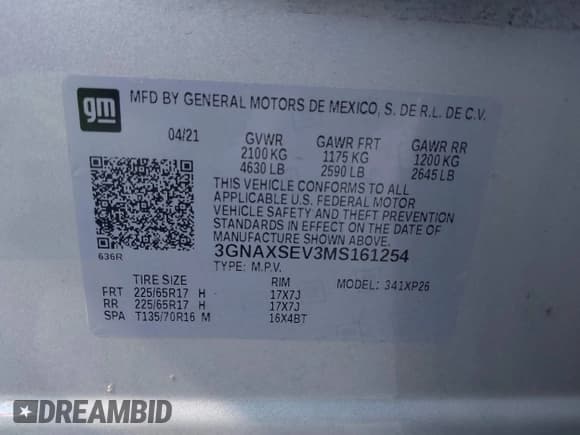 gm
MFD BY GENERAL MOTORS DE MEXICO, S. DE R.L. DE C.V.
04/21 GVWR GAWR FRT GAWR RR
2100 KG 1175 KG 1200 KG
4630 LB 2590 LB 2645 LB
THIS VEHICLE CONFORMS TO ALL
APPLICABLE U.S. FEDERAL MOTOR
VEHICLE SAFETY AND THEFT PREVENTION
STANDARDS IN EFFECT ON THE DATE OF
MANUFACTURE SHOWN ABOVE.
636R 3GNAXSEV3MS161254
TYPE: M.P.V.
TIRE SIZE RIM MODEL: 341XP26
FRT 225/65R17 H 17X7J
RR 225/65R17 H 17X7J
SPA T135/70R16 M 16X4BT
DREAMBID